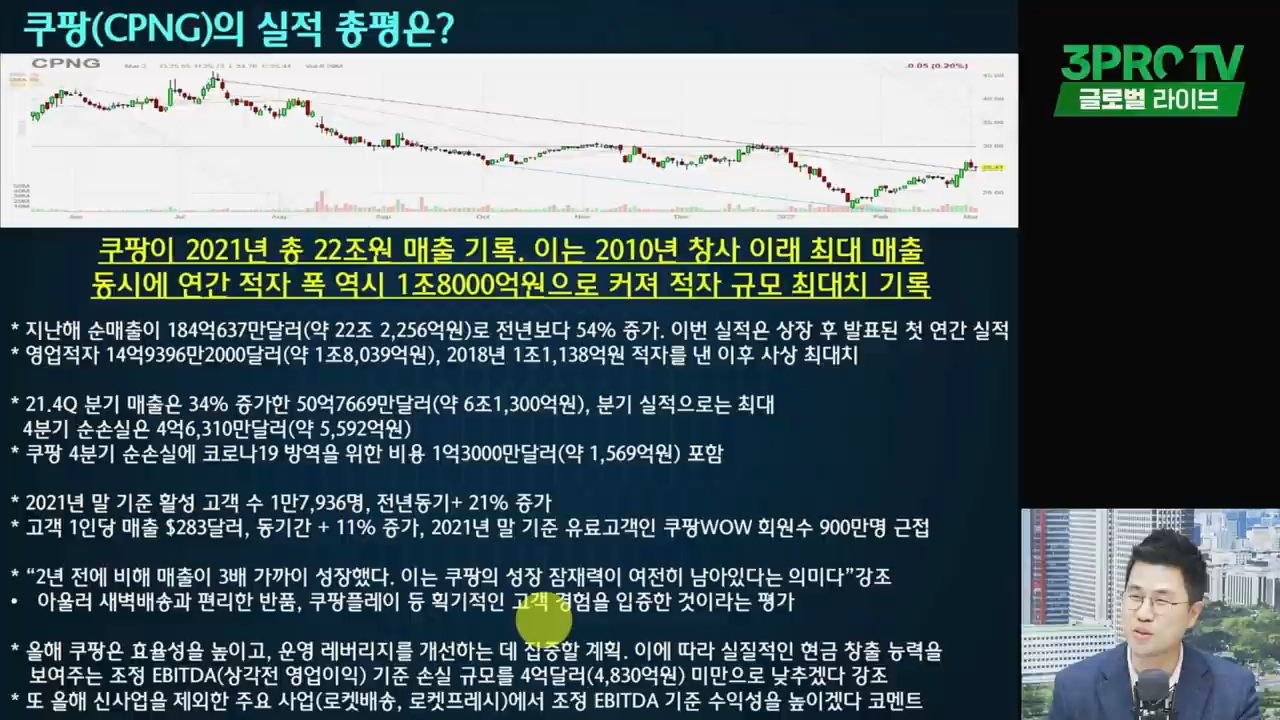 쿠팡(CPNG)의 실적 총평은?
3PRO TV
글로벌 라이브
CPNG
-0.05 (0.20%)
45.00
40.00
35.00
30.00
20.00
50M
40M
30M
20M
10M
Jun Jul Aug Sep Oct Nov Dec 2022 Feb Mar
쿠팡이 2021년 총 22조원 매출 기록. 이는 2010년 창사 이래 최대 매출
동시에 연간 적자 폭 역시 1조8000억원으로 커져 적자 규모 최대치 기록
* 지난해 순매출이 184억637만달러(약 22조 2,256억원)로 전년보다 54% 증가. 이번 실적은 상장 후 발표된 첫 연간 실적
* 영업적자 14억9396만2000달러(약 1조8,039억원), 2018년 1조1,138억원 적자를 낸 이후 사상 최대치
* 21.4Q 분기 매출은 34% 증가한 50억7669만달러(약 6조1,300억원), 분기 실적으로는 최대
4분기 순손실은 4억6,310만달러(약 5,592억원)
* 쿠팡 4분기 순손실에 코로나19 방역을 위한 비용 1억3000만달러(약 1,569억원) 포함
* 2021년 말 기준 활성 고객 수 1만7,936명, 전년동기+ 21% 증가
* 고객 1인당 매출 $283달러, 동기간 + 11% 증가, 2021년 말 기준 유료고객인 쿠팡WOW 회원수 900만명 근접
* “2년 전에 비해 매출이 3배 가까이 성장했다. 이는 쿠팡의 성장 잠재력이 여전히 남아있다는 의미다”강조
• 아울러 새벽배송과 편리한 반품, 쿠팡플레이 등 획기적인 고객 경험을 입증한 것이라는 평가
* 올해 쿠팡은 효율성을 높이고, 운영 레버리지를 개선하는 데 집중할 계획. 이에 따라 실질적인 현금 창출 능력을
보여주는 조정 EBITDA(상각전 영업이익) 기준 손실 규모를 4억달러(4,830억원) 미만으로 낮추겠다 강조
* 또 올해 신사업을 제외한 주요 사업(로켓배송, 로켓프레시)에서 조정 EBITDA 기준 수익성을 높이겠다 코멘트